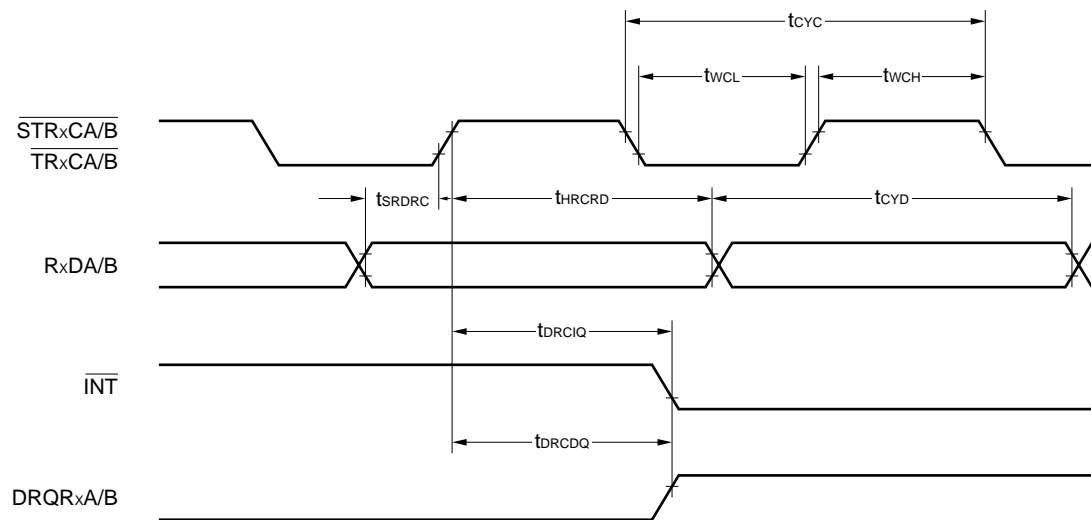 tCYC
tWCL tWCH
STRxCA/B
TRxCA/B
tSRDRC tHRCRD tCYD
RxDA/B
tDRCIQ
INT
tDRCDQ
DRQRxA/B